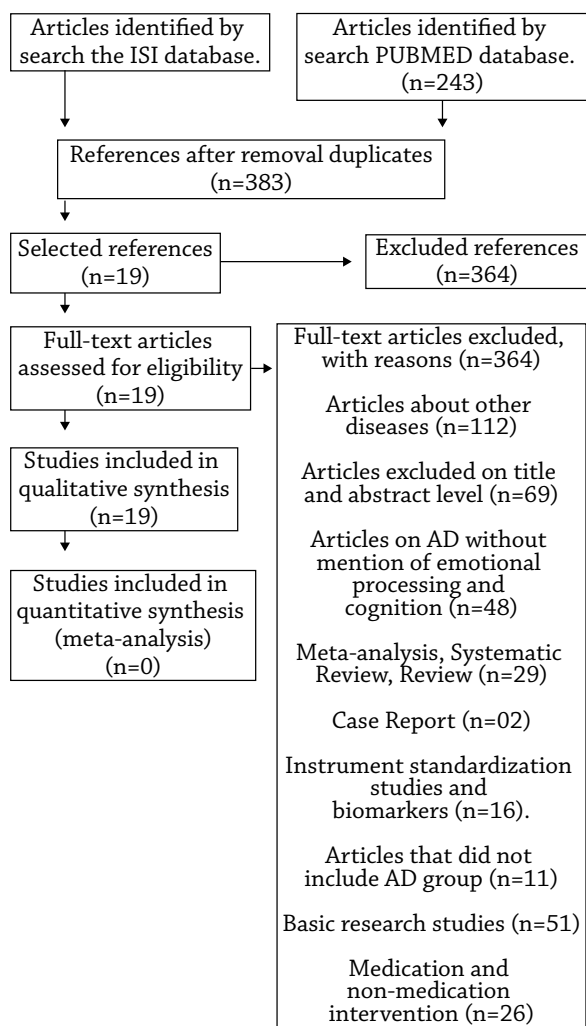 Articles identified by
search the ISI database.
Articles identified by
search PUBMED database.
(n=243)
References after removal duplicates
(n=383)
Selected references
(n=19)
Excluded references
(n=364)
Full-text articles
assessed for eligibility
(n=19)
Full-text articles excluded,
with reasons (n=364)
Articles about other
diseases (n=112)
Articles excluded on title
and abstract level (n=69)
Articles on AD without
mention of emotional
processing and
cognition (n=48)
Meta-analysis, Systematic
Review, Review (n=29)
Case Report (n=02)
Instrument standardization
studies and
biomarkers (n=16).
Articles that did not
include AD group (n=11)
Basic research studies (n=51)
Medication and
non-medication
intervention (n=26)
Studies included in
qualitative synthesis
(n=19)
Studies included in
quantitative synthesis
(meta-analysis)
(n=0)